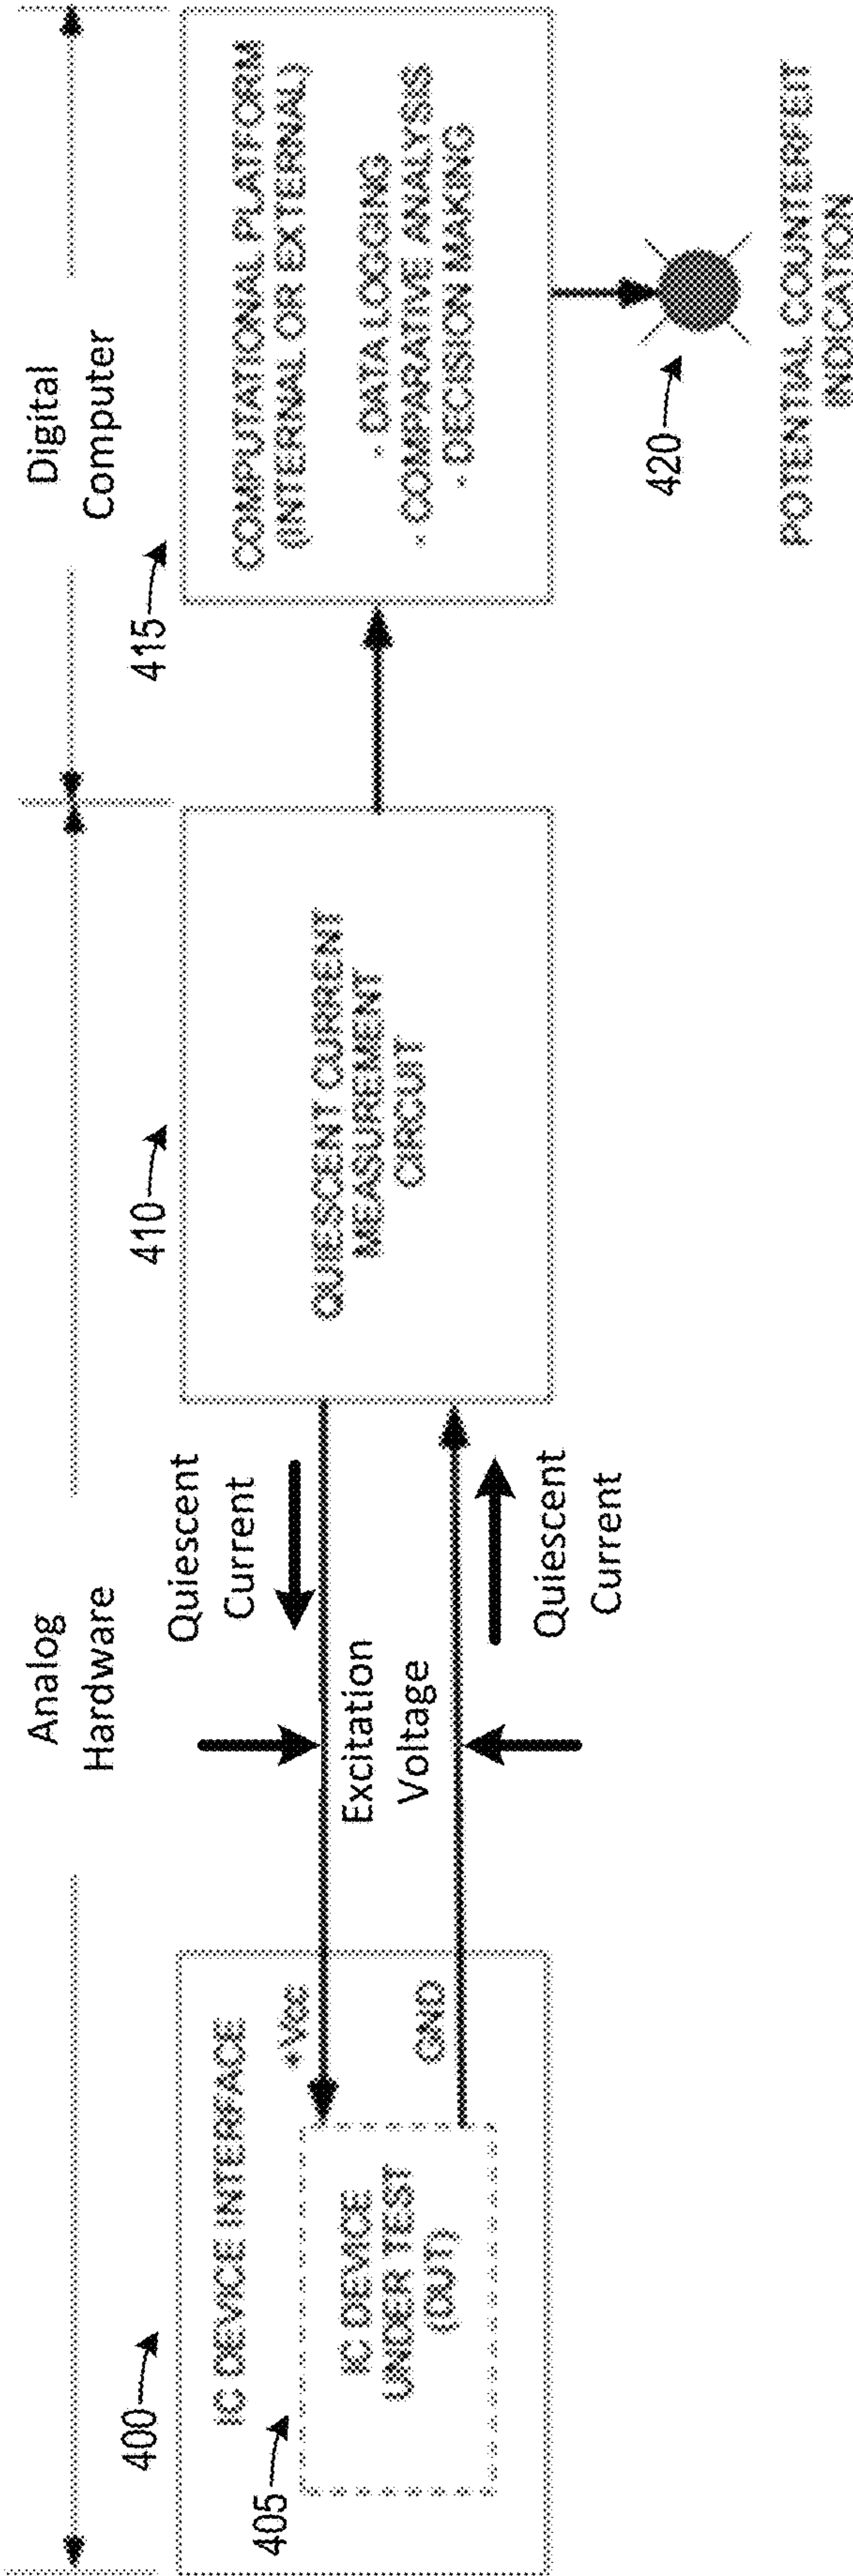 Analog
Hardware
Digital
Computer
400
IC DEVICE INTERFACE
405
IC DEVICE
UNDER TEST
(DUT)
+Vcc
GND
Quiescent
Current
Excitation
Voltage
Quiescent
Current
410
QUIESCENT CURRENT
MEASUREMENT
CIRCUIT
415
COMPUTATIONAL PLATFORM
(INTERNAL OR EXTERNAL)
- DATA LOGGING
- COMPARATIVE ANALYSIS
- DECISION MAKING
420
POTENTIAL COUNTERFEIT
INDICATION